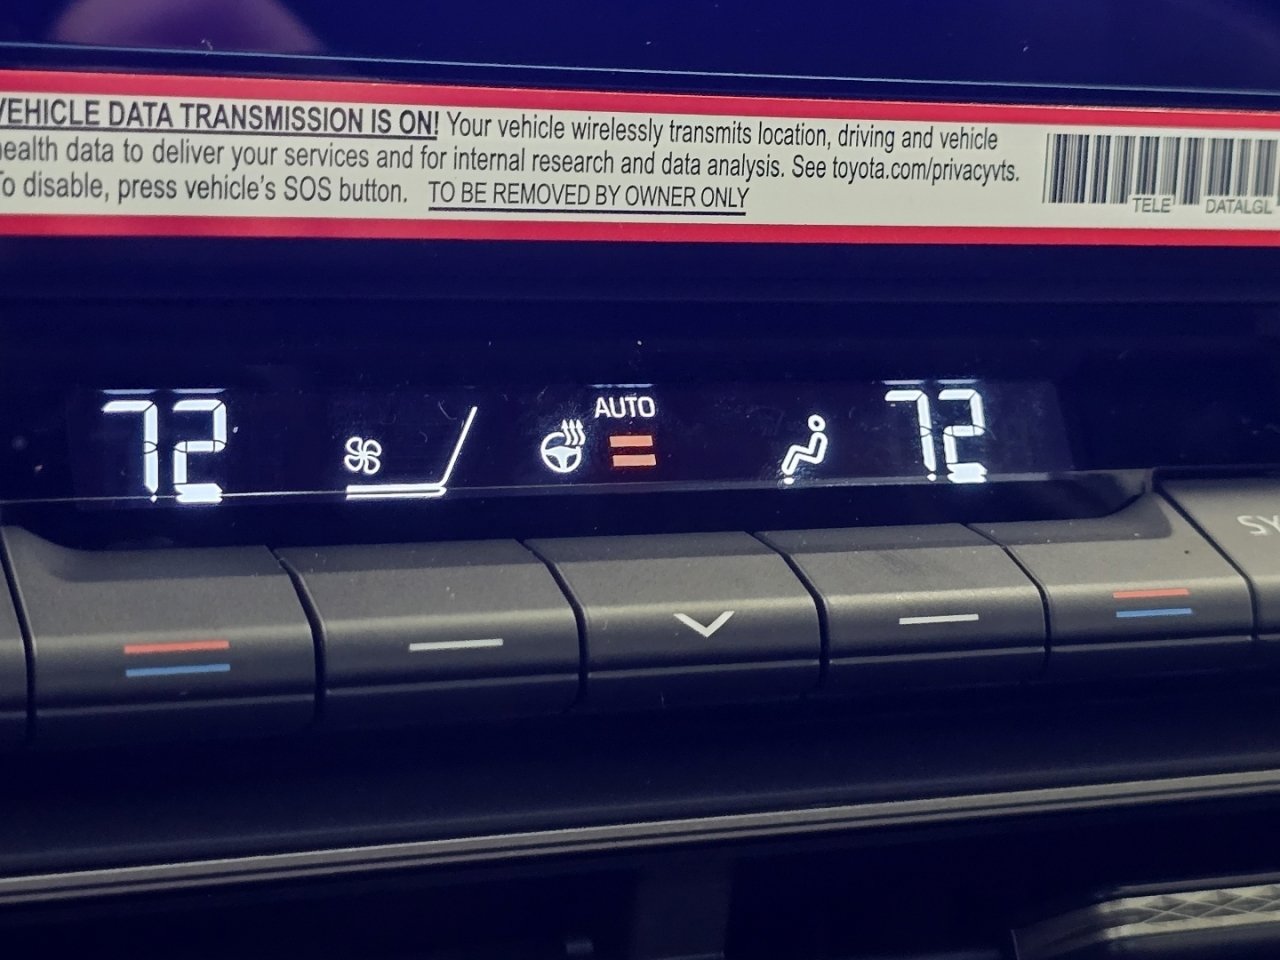 VEHICLE DATA TRANSMISSION IS ON! Your vehicle wirelessly transmits location, driving and vehicle
health data to deliver your services and for internal research and data analysis. See toyota.com/privacyvts.
To disable, press vehicle's SOS button. TO BE REMOVED BY OWNER ONLY
TELE DATALGL
72 AUTO 72
SY